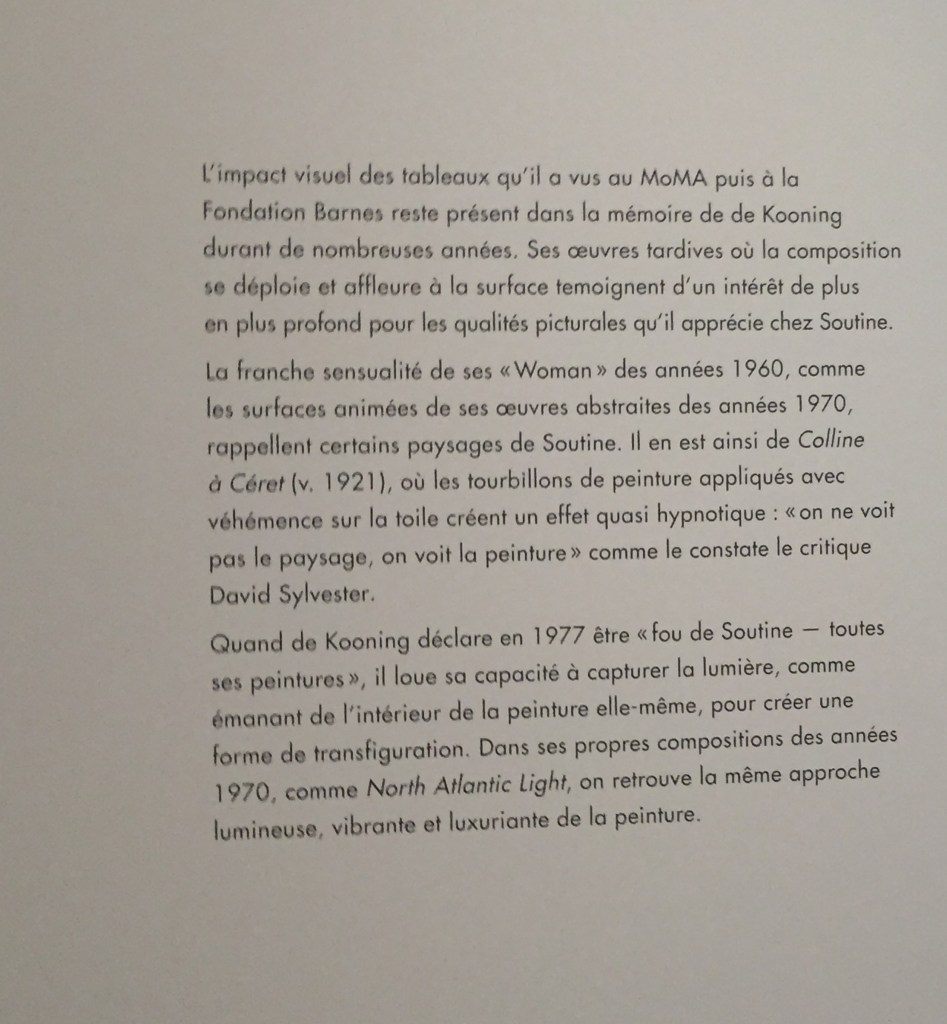 L'impact visuel des tableaux qu'il a vus au MoMA puis à la
Fondation Barnes reste présent dans la mémoire de de Kooning
durant de nombreuses années. Ses œuvres tardives où la composition
se déploie et affleure à la surface temoignent d'un intérêt de plus
en plus profond pour les qualités picturales qu'il apprécie chez Soutine.
La franche sensualité de ses « Woman » des années 1960, comme
les surfaces animées de ses œuvres abstraites des années 1970,
rappellent certains paysages de Soutine. Il en est ainsi de Colline
à Céret (v. 1921), où les tourbillons de peinture appliqués avec
véhémence sur la toile créent un effet quasi hypnotique : « on ne voit
pas le paysage, on voit la peinture » comme le constate le critique
David Sylvester.
Quand de Kooning déclare en 1977 être « fou de Soutine – toutes
ses peintures », il loue sa capacité à capturer la lumière, comme
émanant de l'intérieur de la peinture elle-même, pour créer une
forme de transfiguration. Dans ses propres compositions des années
1970, comme North Atlantic Light, on retrouve la même approche
lumineuse, vibrante et luxuriante de la peinture.